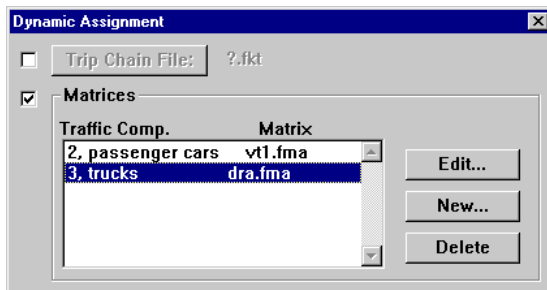 Dynamic Assignment
Trip Chain File: ?.fkt
Matrices
Traffic Comp. Matrix
2, passenger cars vt1.fma
3, trucks dra.fma
Edit...
New...
Delete